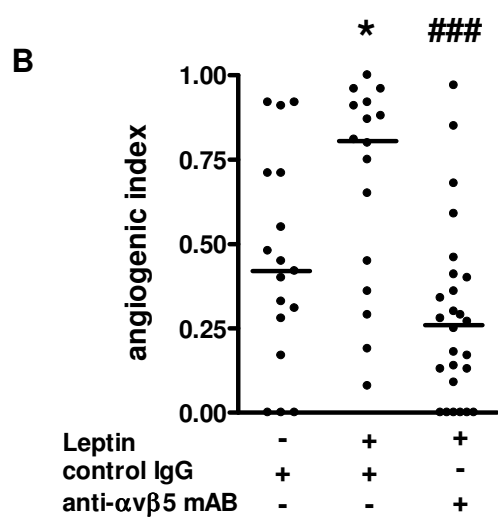 * ###
B
1.00
0.75
0.50
0.25
0.00
angiogenic index
Leptin - + +
control IgG + + -
anti-αvβ5 mAB - - +